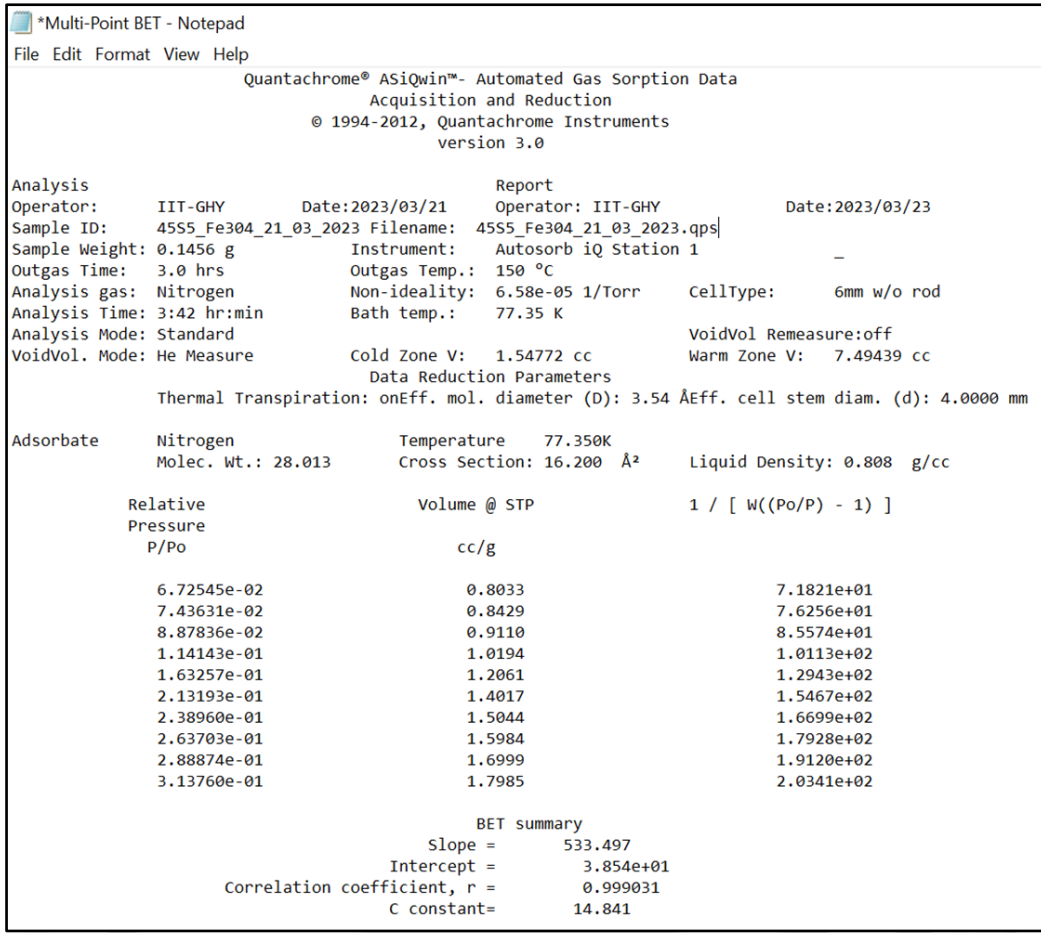 *Multi-Point BET - Notepad
File Edit Format View Help
Quantachrome® ASiQwin™- Automated Gas Sorption Data
Acquisition and Reduction
© 1994-2012, Quantachrome Instruments
version 3.0
Analysis Report
Operator: IIT-GHY Date:2023/03/21 Operator: IIT-GHY Date:2023/03/23
Sample ID: 45S5_Fe304_21_03_2023 Filename: 45S5_Fe304_21_03_2023.qps
Sample Weight: 0.1456 g Instrument: Autosorb iQ Station 1 _
Outgas Time: 3.0 hrs Outgas Temp.: 150 °C
Analysis gas: Nitrogen Non-ideality: 6.58e-05 1/Torr CellType: 6mm w/o rod
Analysis Time: 3:42 hr:min Bath temp.: 77.35 K
Analysis Mode: Standard VoidVol Remeasure:off
VoidVol. Mode: He Measure Cold Zone V: 1.54772 cc Warm Zone V: 7.49439 cc
Data Reduction Parameters
Thermal Transpiration: onEff. mol. diameter (D): 3.54 ÅEff. cell stem diam. (d): 4.0000 mm
Adsorbate Nitrogen Temperature 77.350K
Molec. Wt.: 28.013 Cross Section: 16.200 Å² Liquid Density: 0.808 g/cc
Relative Volume @ STP 1 / [ W((Po/P) - 1) ]
Pressure
P/Po cc/g
6.72545e-02 0.8033 7.1821e+01
7.43631e-02 0.8429 7.6256e+01
8.87836e-02 0.9110 8.5574e+01
1.14143e-01 1.0194 1.0113e+02
1.63257e-01 1.2061 1.2943e+02
2.13193e-01 1.4017 1.5467e+02
2.38960e-01 1.5044 1.6699e+02
2.63703e-01 1.5984 1.7928e+02
2.88874e-01 1.6999 1.9120e+02
3.13760e-01 1.7985 2.0341e+02
BET summary
Slope = 533.497
Intercept = 3.854e+01
Correlation coefficient, r = 0.999031
C constant= 14.841